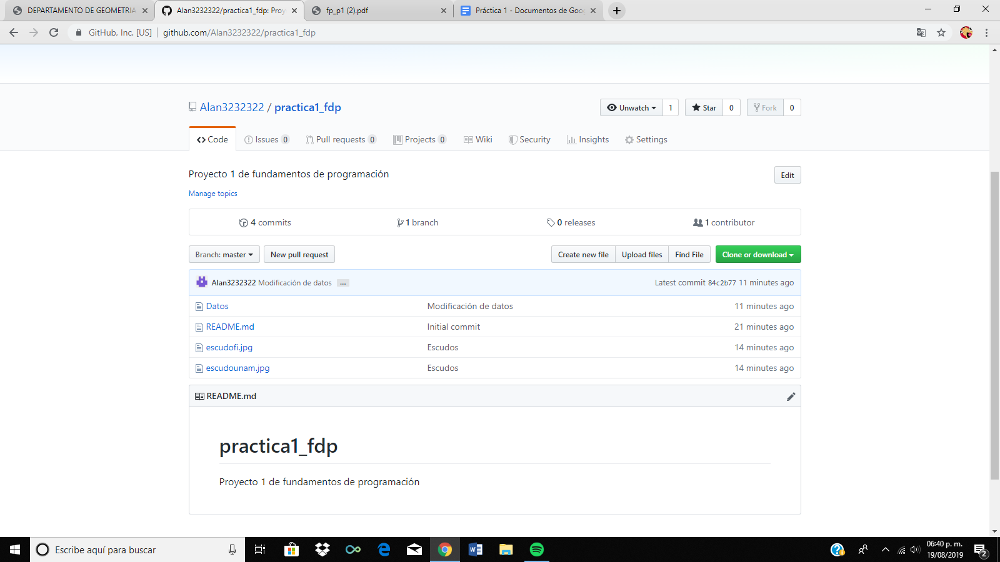 DEPARTAMENTO DE GEOMETRIA
Alan3232322/practica1_fdp: Proy
fp_p1 (2).pdf
Práctica 1 - Documentos de Goo
GitHub, Inc. [US]
github.com/Alan3232322/practica1_fdp
Alan3232322 / practica1_fdp
Unwatch 1
Star 0
Fork 0
Code
Issues 0
Pull requests 0
Projects 0
Wiki
Security
Insights
Settings
Proyecto 1 de fundamentos de programación
Edit
Manage topics
4 commits
1 branch
0 releases
1 contributor
Branch: master
New pull request
Create new file
Upload files
Find File
Clone or download
Alan3232322 Modificación de datos ...
Latest commit 84c2b77 11 minutes ago
Datos Modificación de datos 11 minutes ago
README.md Initial commit 21 minutes ago
escudofi.jpg Escudos 14 minutes ago
escudounam.jpg Escudos 14 minutes ago
README.md
practica1_fdp
Proyecto 1 de fundamentos de programación
Escribe aquí para buscar
06:40 p. m.
19/08/2019
2